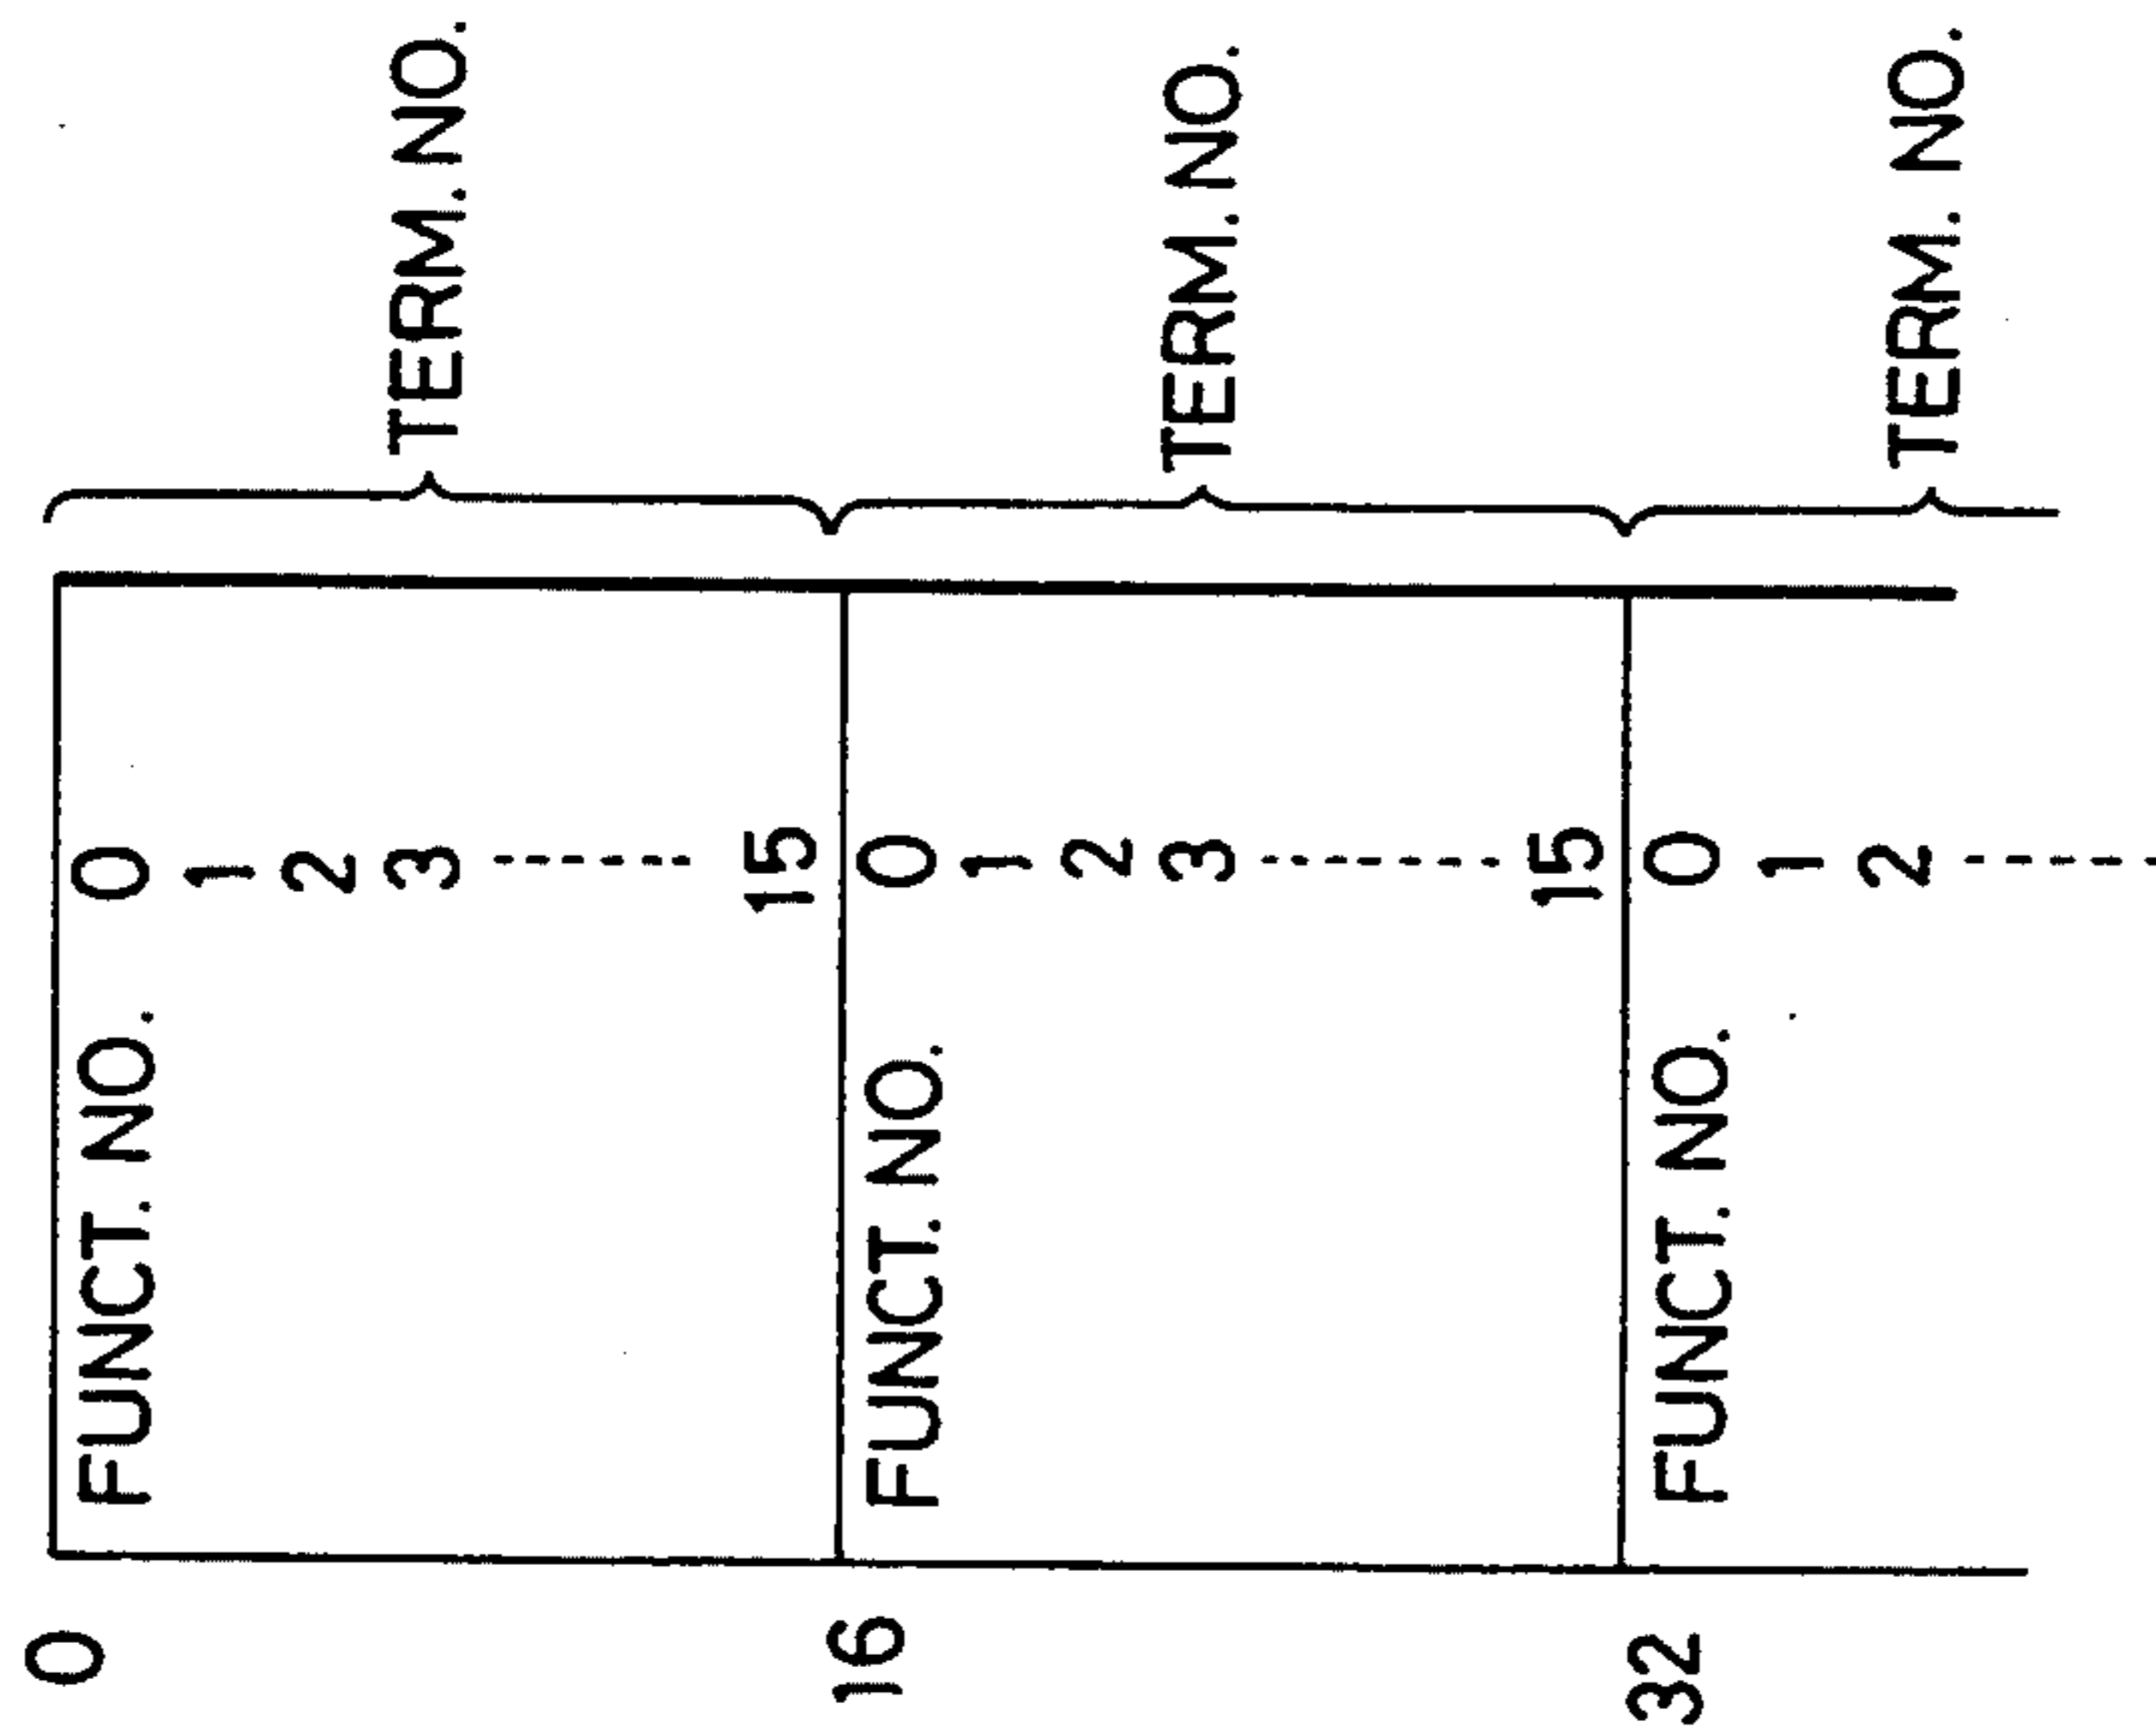 0 FUNCT. NO. 0
1
2
3 TERM. NO.
15
16 FUNCT. NO. 0
1
2
3 TERM. NO.
15
32 FUNCT. NO. 0
1
2 TERM. NO.